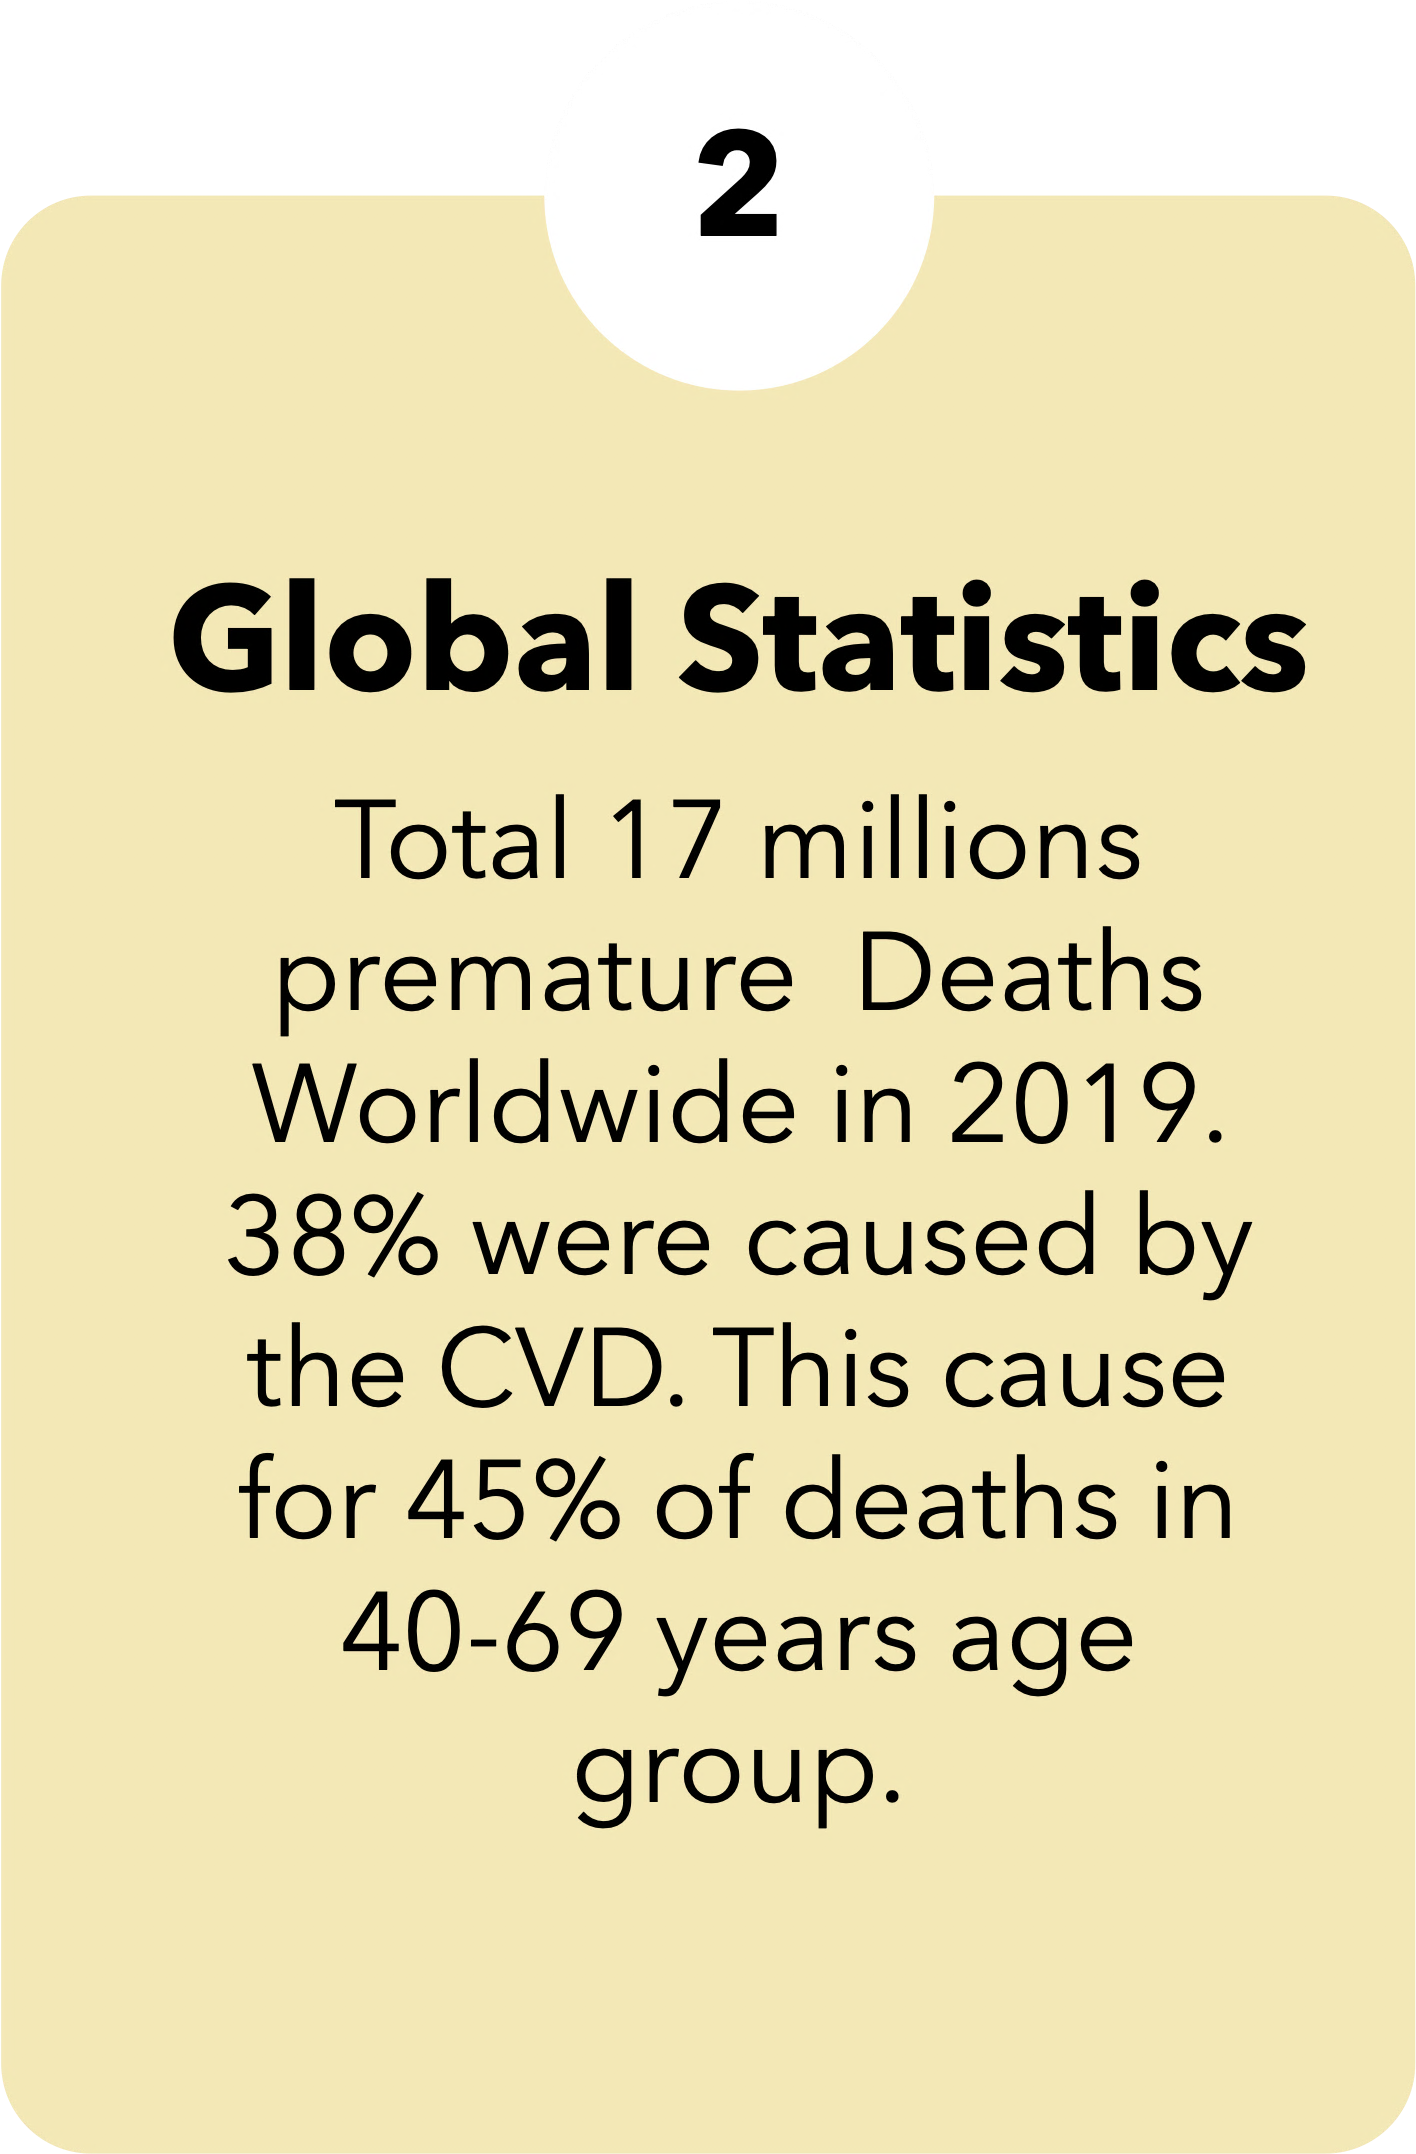 2
Global Statistics
Total 17 millions
premature  Deaths
Worldwide in 2019.
38% were caused by
the CVD. This cause
for 45% of deaths in
40-69 years age
group.